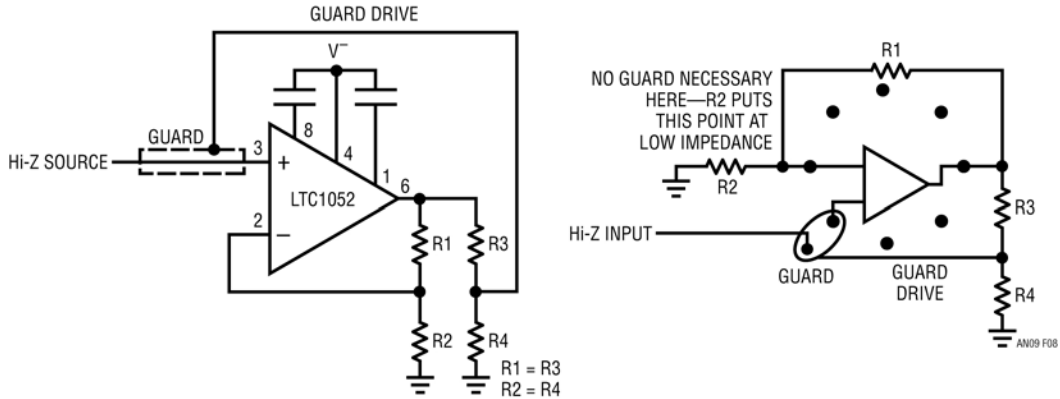 GUARD DRIVE
V–
GUARD
Hi-Z SOURCE
3
8
4
+
LTC1052
1
6
2
–
R1
R3
R2
R4
R1 = R3
R2 = R4
R1
NO GUARD NECESSARY
HERE—R2 PUTS
THIS POINT AT
LOW IMPEDANCE
R2
R3
Hi-Z INPUT
GUARD
GUARD
DRIVE
R4
AN09 F08